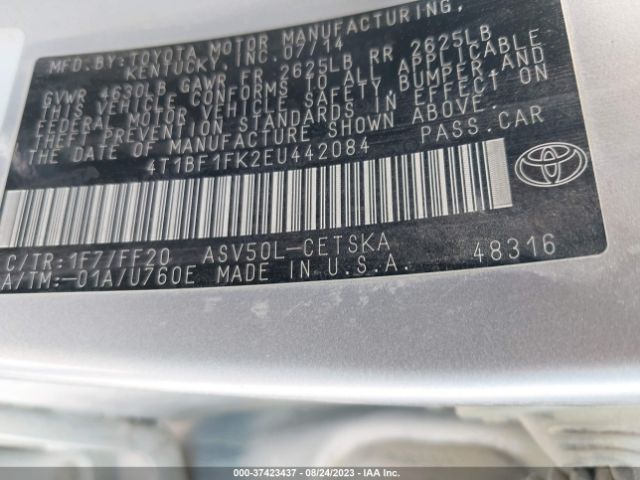 MFD.BY:TOYOTA MOTOR MANUFACTURING,
KENTUCKY, INC. 07/14
GVWR 4630LB GAWR FR 2625LB RR 2625LB
THIS VEHICLE CONFORMS TO ALL APPLICABLE
FEDERAL MOTOR VEHICLE SAFETY, BUMPER, AND
THEFT PREVENTION STANDARDS IN EFFECT ON
THE DATE OF MANUFACTURE SHOWN ABOVE.
4T1BF1FK2EU442084 PASS.CAR
C/TR:1F7/FF20 ASV50L-CETSKA
A/TM:-01A/U760E MADE IN U.S.A. 48316
000-37423437 - 08/24/2023 - IAA Inc.